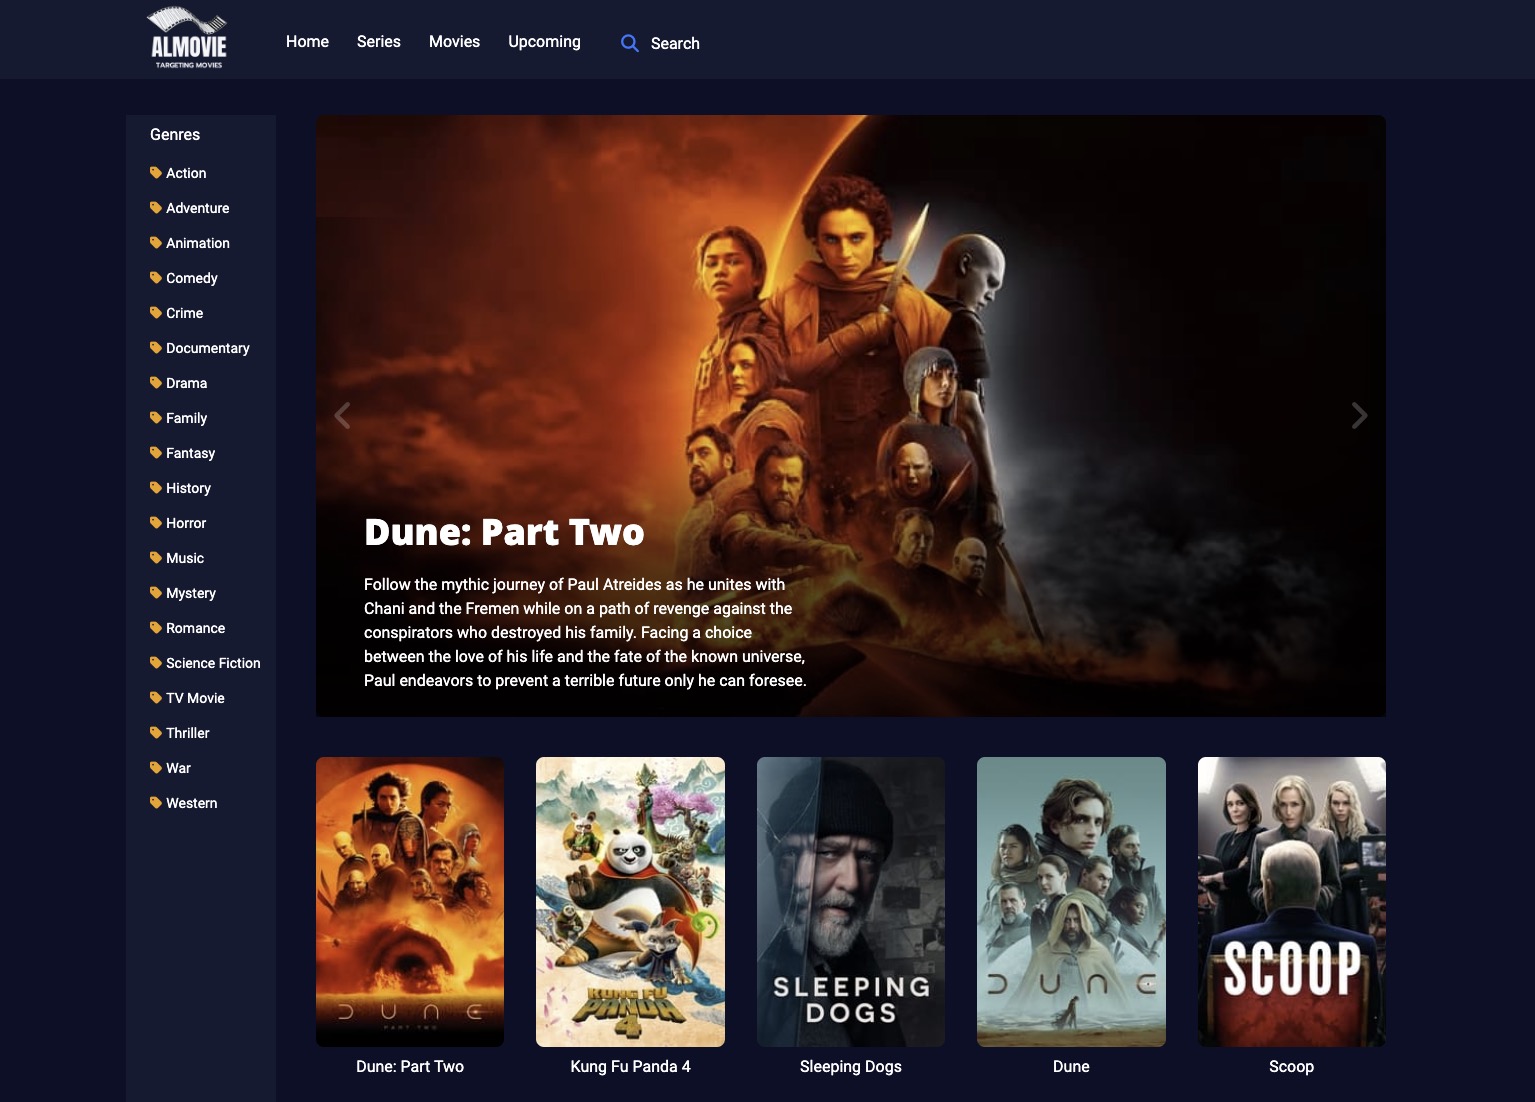 ALMOVIE
TARGETING MOVIES
Home
Series
Movies
Upcoming
Search
Genres
Action
Adventure
Animation
Comedy
Crime
Documentary
Drama
Family
Fantasy
History
Horror
Music
Mystery
Romance
Science Fiction
TV Movie
Thriller
War
Western
Dune: Part Two
Follow the mythic journey of Paul Atreides as he unites with
Chani and the Fremen while on a path of revenge against the
conspirators who destroyed his family. Facing a choice
between the love of his life and the fate of the known universe,
Paul endeavors to prevent a terrible future only he can foresee.
DUNE
PART TWO
Dune: Part Two
KUNG FU
PANDA
4
Kung Fu Panda 4
SLEEPING
DOGS
Sleeping Dogs
DUNE
Dune
SCOOP
Scoop